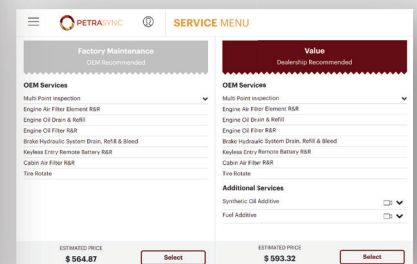 PETRASYNC
SERVICE MENU
Factory Maintenance
OEM Recommended
OEM Services
Multi Point Inspection
Engine Air Filter Element R&R
Engine Oil Drain & Refill
Engine Oil Filter R&R
Brake Hydraulic System Drain, Refill & Bleed
Keyless Entry Remote Battery R&R
Cabin Air Filter R&R
Tire Rotate
ESTIMATED PRICE
$ 564.87
Select
Value
Dealership Recommended
OEM Services
Multi Point Inspection
Engine Air Filter Element R&R
Engine Oil Drain & Refill
Engine Oil Filter R&R
Brake Hydraulic System Drain, Refill & Bleed
Keyless Entry Remote Battery R&R
Cabin Air Filter R&R
Tire Rotate
Additional Services
Synthetic Oil Additive
Fuel Additive
ESTIMATED PRICE
$ 593.32
Select